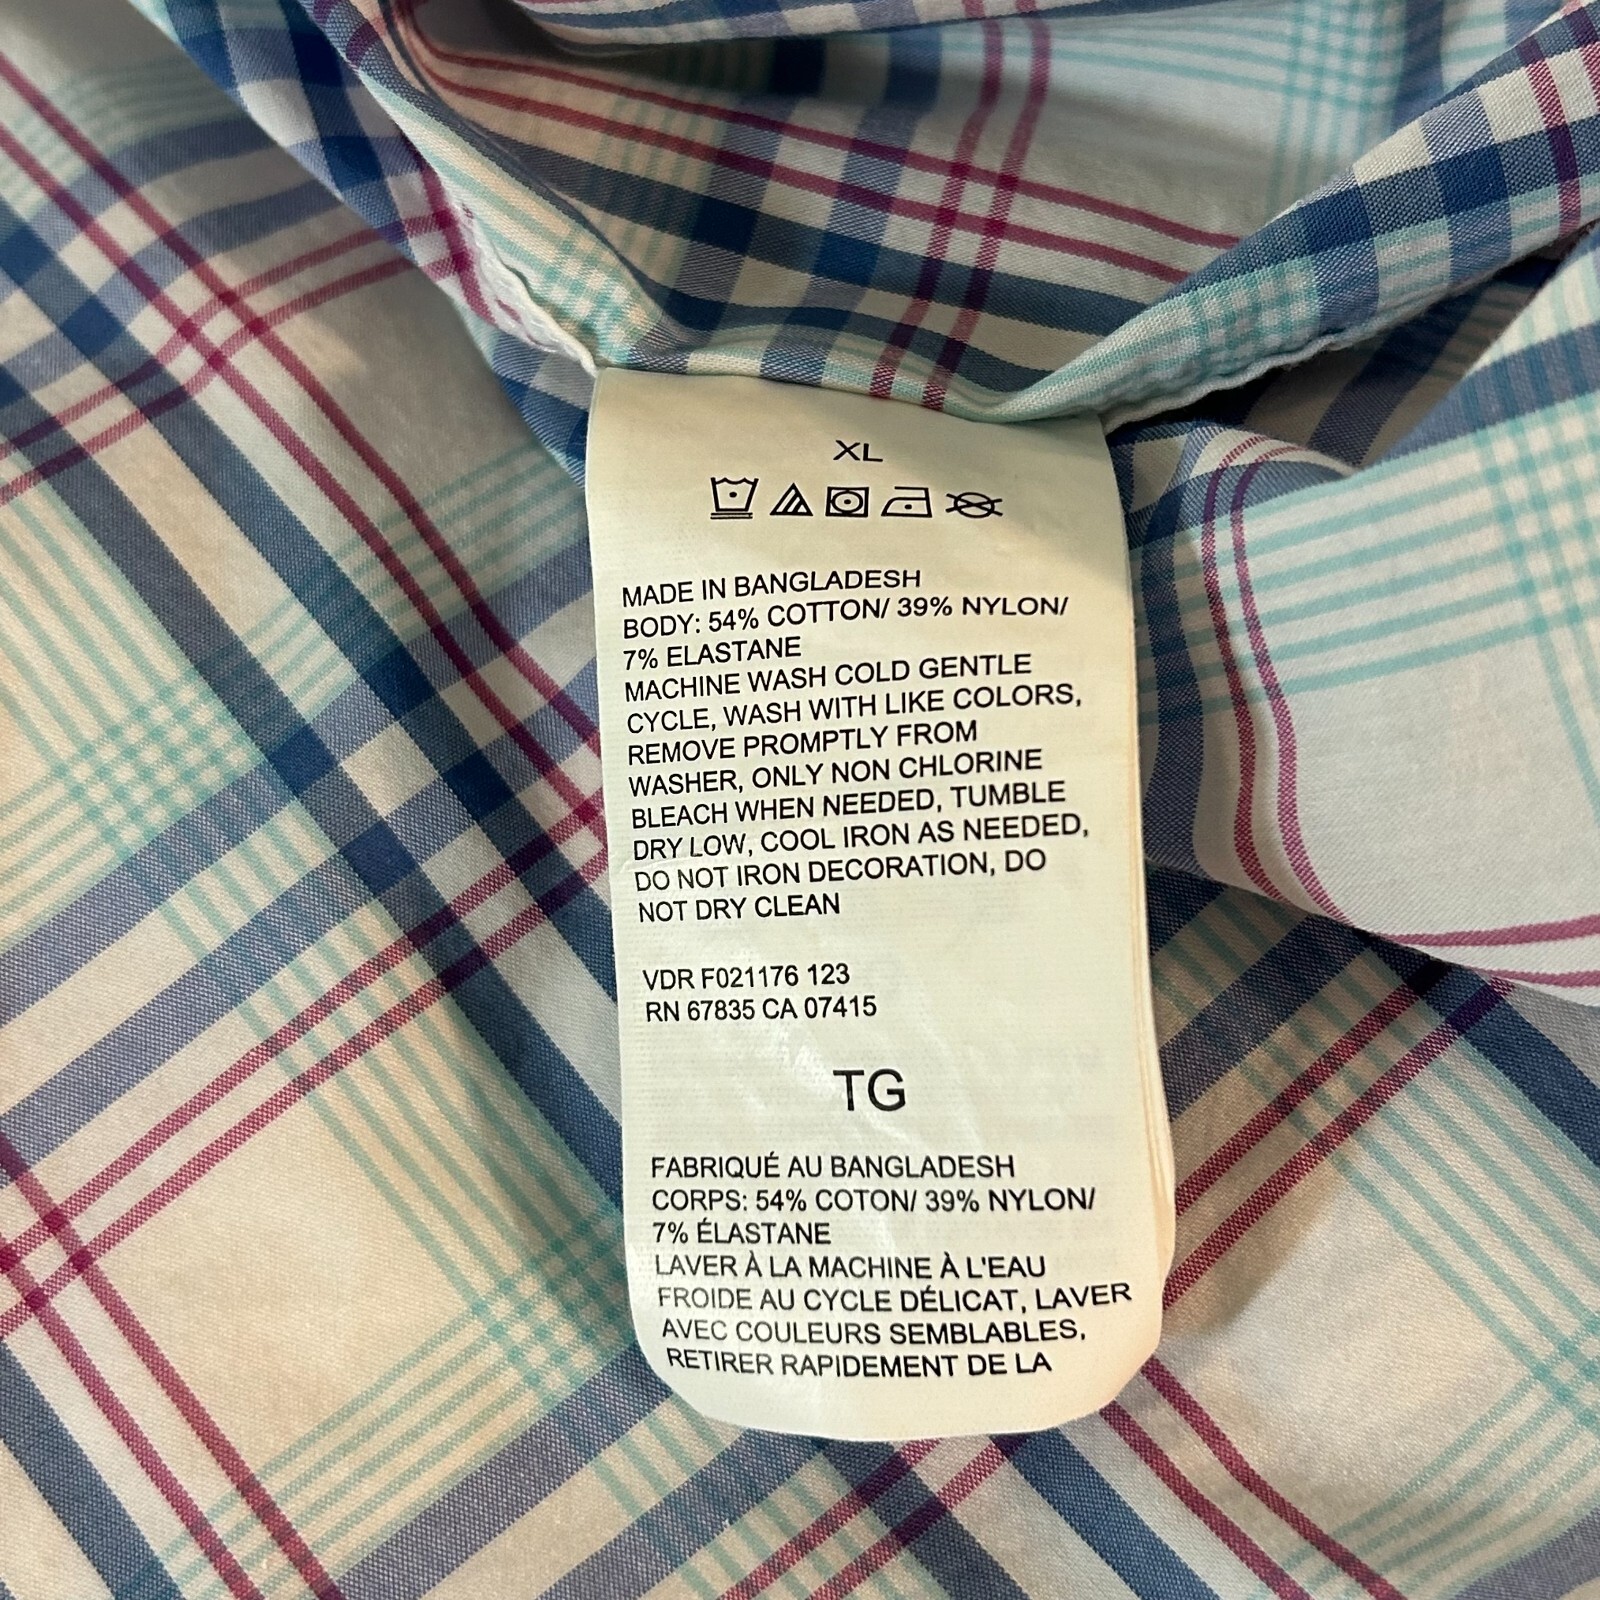 XL
MADE IN BANGLADESH
BODY: 54% COTTON/ 39% NYLON/
7% ELASTANE
MACHINE WASH COLD GENTLE
CYCLE, WASH WITH LIKE COLORS,
REMOVE PROMPTLY FROM
WASHER, ONLY NON CHLORINE
BLEACH WHEN NEEDED, TUMBLE
DRY LOW, COOL IRON AS NEEDED,
DO NOT IRON DECORATION, DO
NOT DRY CLEAN
VDR F021176 123
RN 67835 CA 07415
TG
FABRIQUÉ AU BANGLADESH
CORPS: 54% COTON/ 39% NYLON/
7% ÉLASTANE
LAVER À LA MACHINE À L'EAU
FROIDE AU CYCLE DÉLICAT, LAVER
AVEC COULEURS SEMBLABLES,
RETIRER RAPIDEMENT DE LA